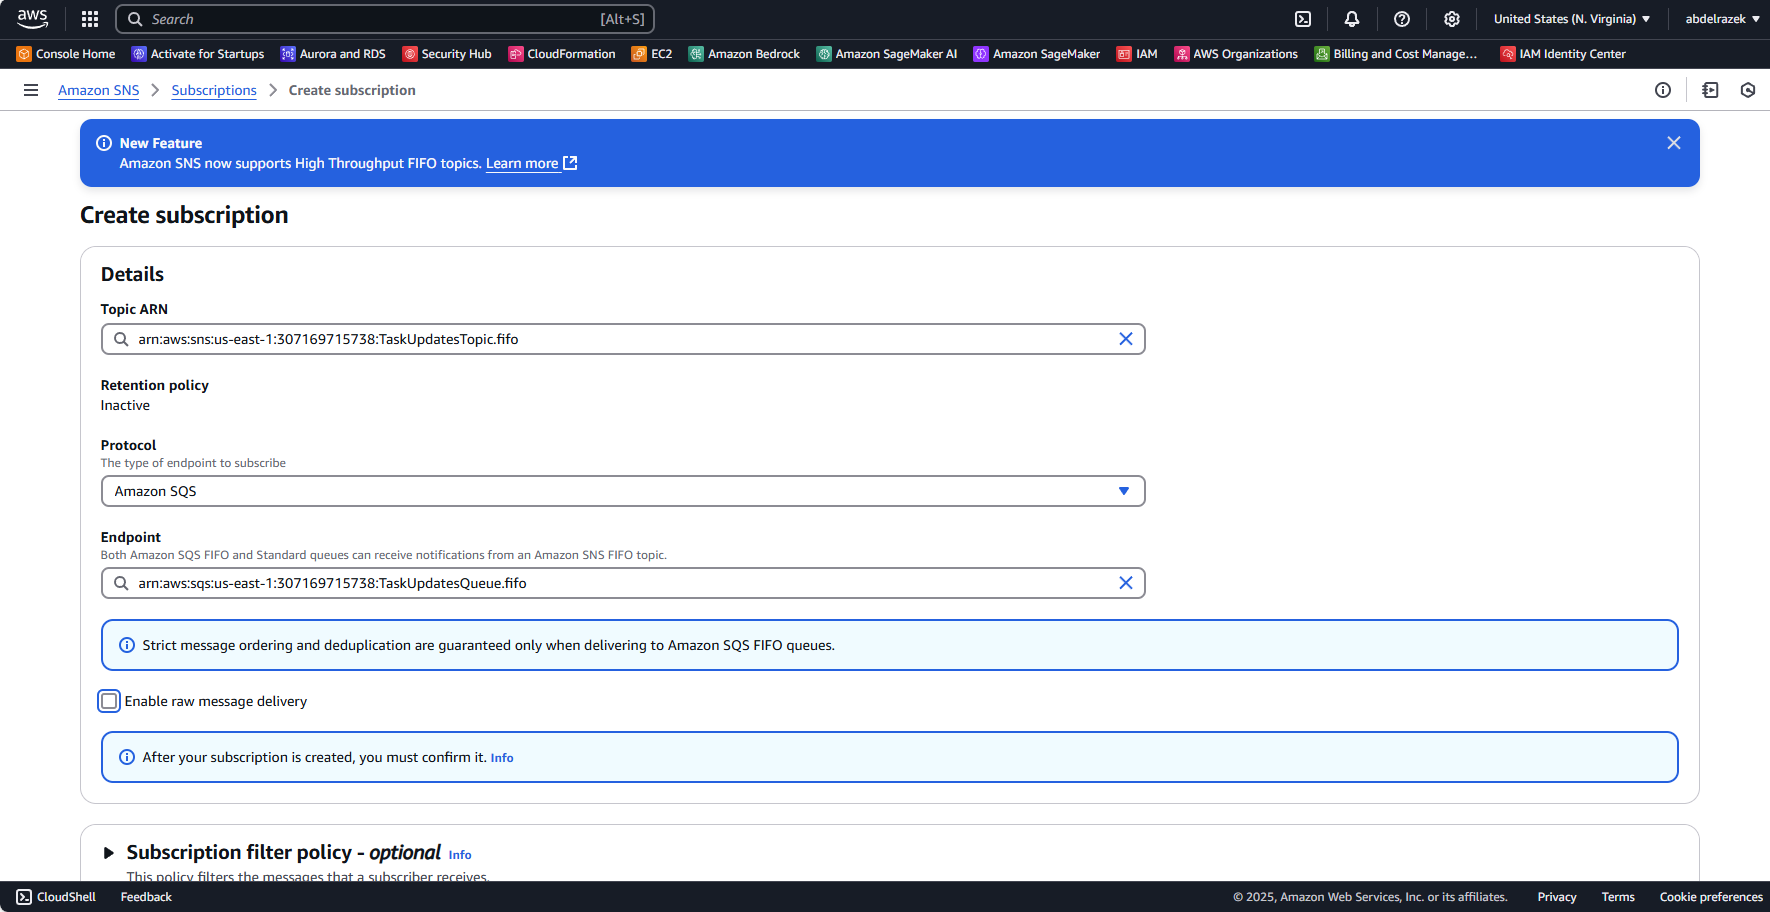 aws
Search [Alt+S] United States (N. Virginia) abdelrazek
Console Home Activate for Startups Aurora and RDS Security Hub CloudFormation EC2 Amazon Bedrock Amazon SageMaker AI Amazon SageMaker IAM AWS Organizations Billing and Cost Manage... IAM Identity Center
Amazon SNS Subscriptions Create subscription
New Feature
Amazon SNS now supports High Throughput FIFO topics. Learn more
Create subscription
Details
Topic ARN
arn:aws:sns:us-east-1:307169715738:TaskUpdatesTopic.fifo
Retention policy
Inactive
Protocol
The type of endpoint to subscribe
Amazon SQS
Endpoint
Both Amazon SQS FIFO and Standard queues can receive notifications from an Amazon SNS FIFO topic.
arn:aws:sqs:us-east-1:307169715738:TaskUpdatesQueue.fifo
Strict message ordering and deduplication are guaranteed only when delivering to Amazon SQS FIFO queues.
Enable raw message delivery
After your subscription is created, you must confirm it. Info
Subscription filter policy - optional Info
This policy filters the messages that a subscriber receives.
CloudShell Feedback © 2025, Amazon Web Services, Inc. or its affiliates. Privacy Terms Cookie preferences